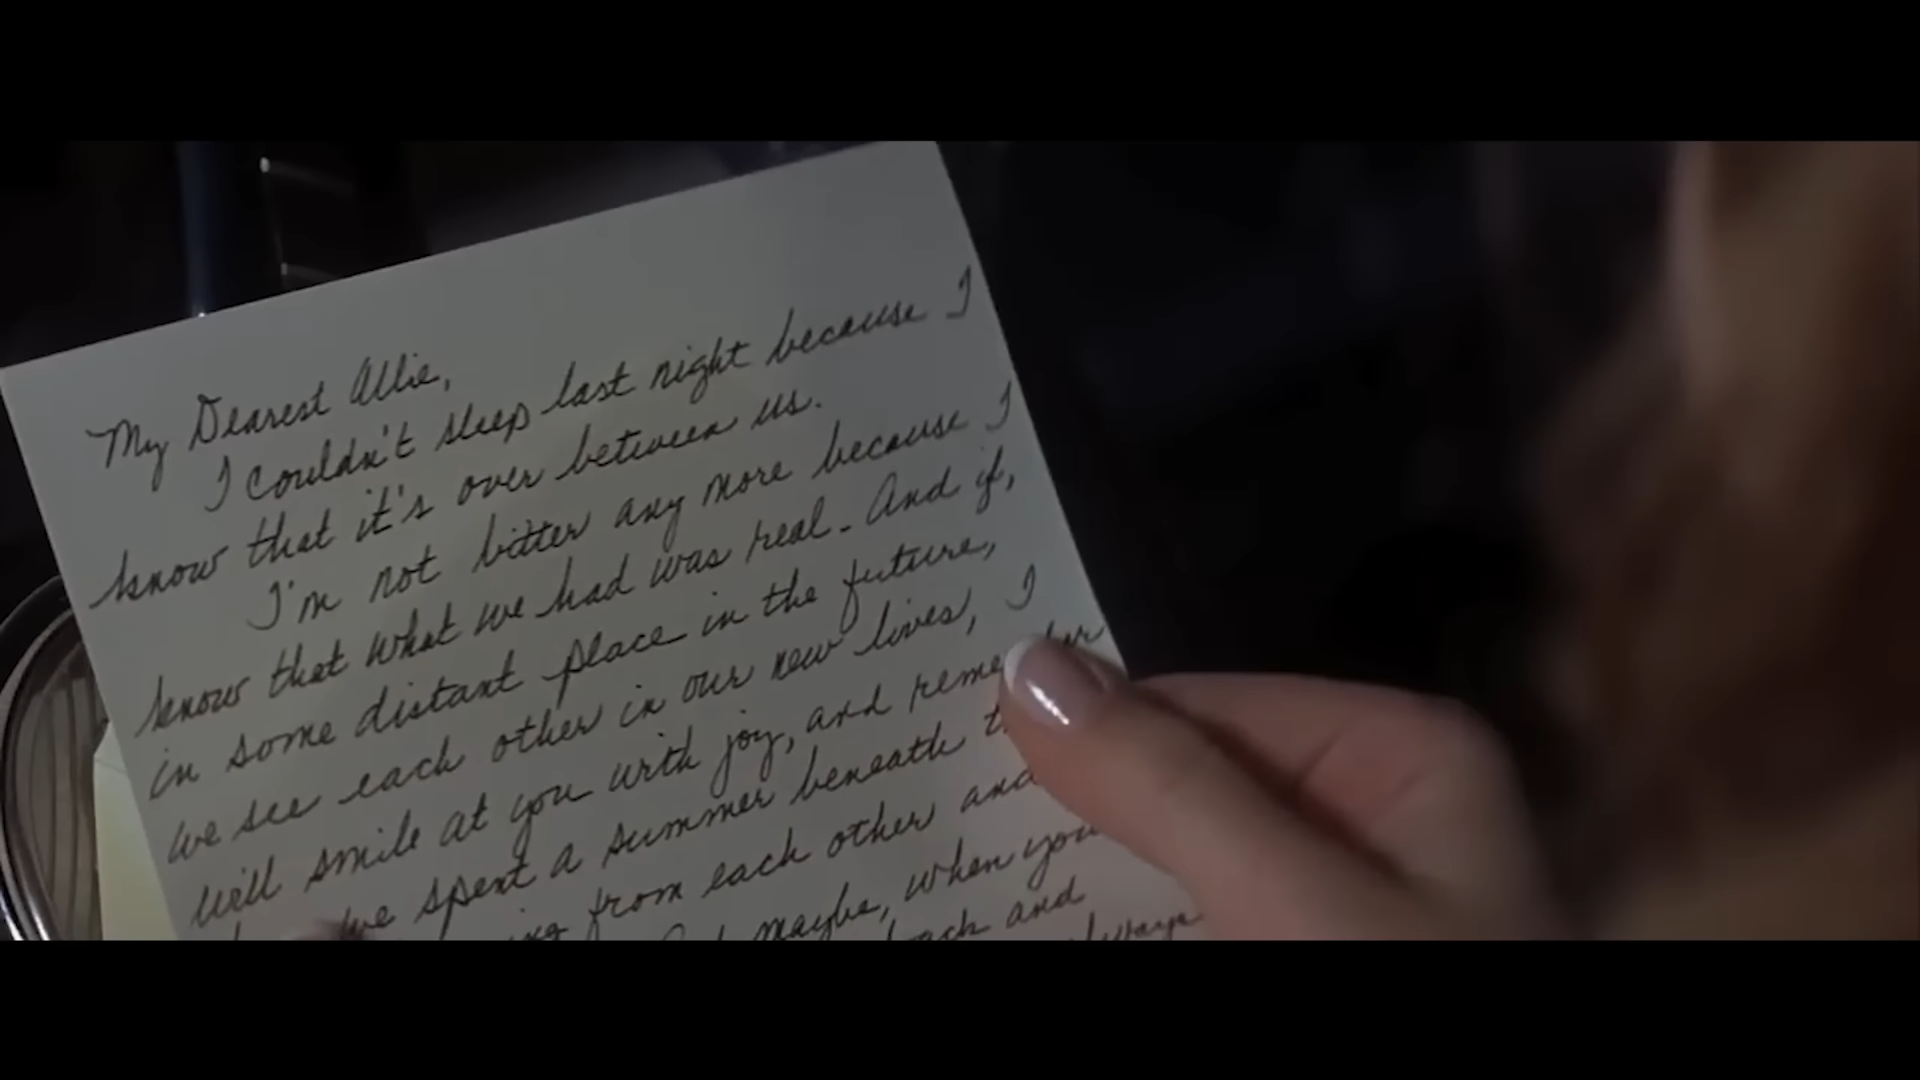 My Dearest Allie,
I couldn't sleep last night because I
know that it's over between us.
I'm not bitter any more because I
know that what we had was real. And if,
in some distant place in the future,
we see each other in our new lives, I
will smile at you with joy, and remember
we spent a summer beneath
from each other and
maybe, when you
and
always